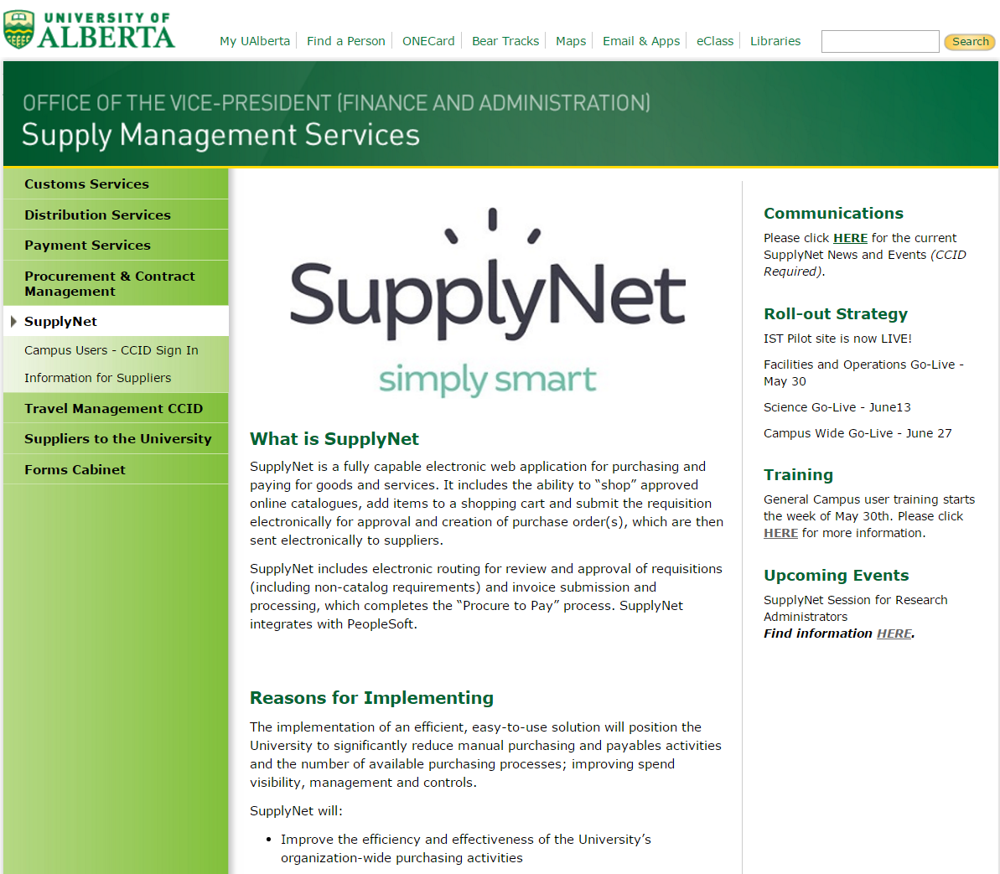 UNIVERSITY OF
ALBERTA
My UAlberta
Find a Person
ONECard
Bear Tracks
Maps
Email & Apps
eClass
Libraries
Search
OFFICE OF THE VICE-PRESIDENT (FINANCE AND ADMINISTRATION)
Supply Management Services
Customs Services
Distribution Services
Payment Services
Procurement & Contract
Management
SupplyNet
Campus Users - CCID Sign In
Information for Suppliers
Travel Management CCID
Suppliers to the University
Forms Cabinet
SupplyNet
simply smart
What is SupplyNet
SupplyNet is a fully capable electronic web application for purchasing and
paying for goods and services. It includes the ability to “shop” approved
online catalogues, add items to a shopping cart and submit the requisition
electronically for approval and creation of purchase order(s), which are then
sent electronically to suppliers.
SupplyNet includes electronic routing for review and approval of requisitions
(including non-catalog requirements) and invoice submission and
processing, which completes the “Procure to Pay” process. SupplyNet
integrates with PeopleSoft.
Reasons for Implementing
The implementation of an efficient, easy-to-use solution will position the
University to significantly reduce manual purchasing and payables activities
and the number of available purchasing processes; improving spend
visibility, management and controls.
SupplyNet will:
• Improve the efficiency and effectiveness of the University’s
organization-wide purchasing activities
Communications
Please click HERE for the current
SupplyNet News and Events (CCID
Required).
Roll-out Strategy
IST Pilot site is now LIVE!
Facilities and Operations Go-Live -
May 30
Science Go-Live - June13
Campus Wide Go-Live - June 27
Training
General Campus user training starts
the week of May 30th. Please click
HERE for more information.
Upcoming Events
SupplyNet Session for Research
Administrators
Find information HERE.